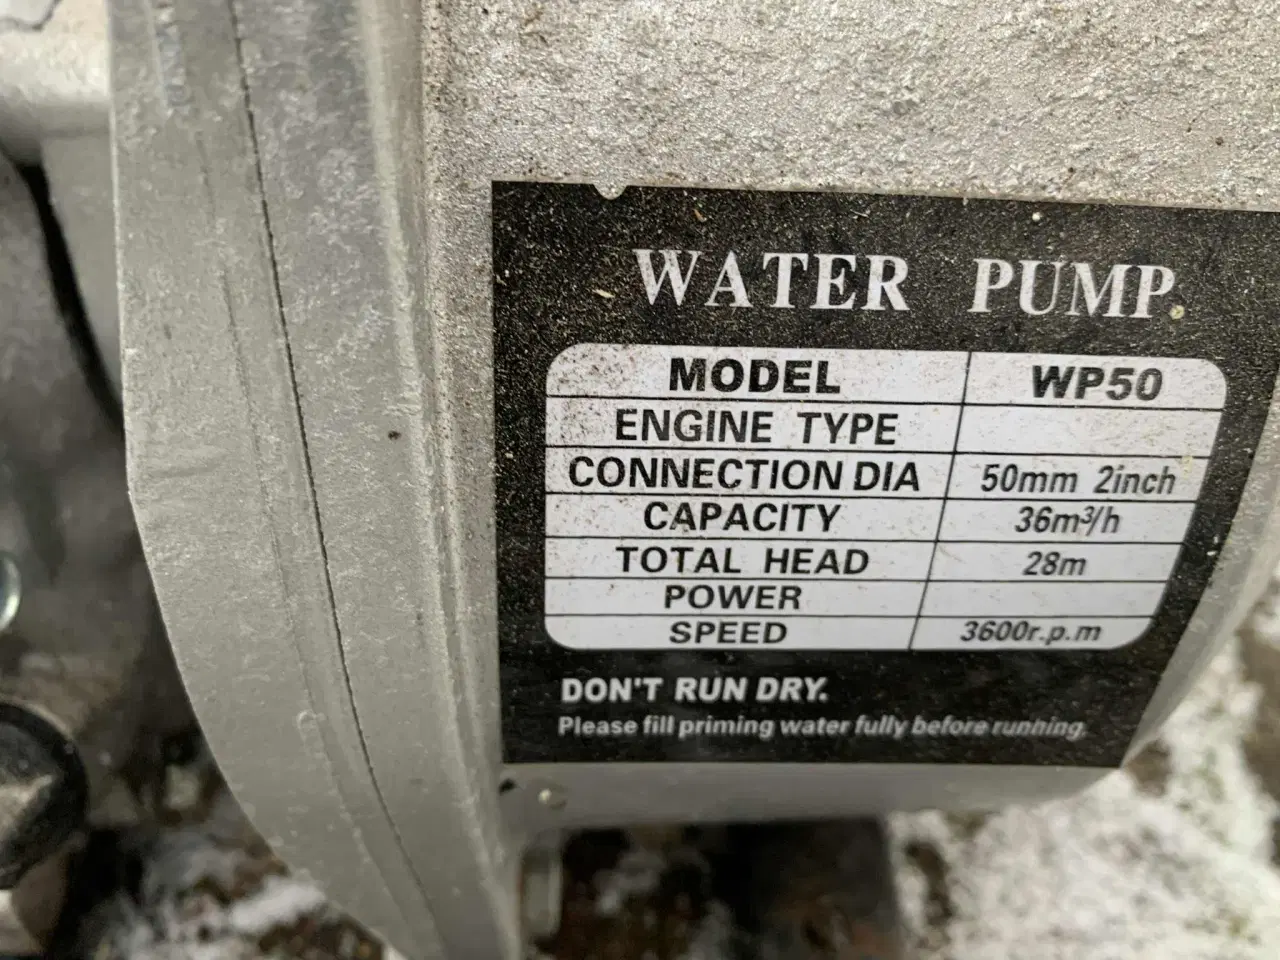 WATER PUMP
MODEL WP50
ENGINE TYPE
CONNECTION DIA 50mm 2inch
CAPACITY 36m³/h
TOTAL HEAD 28m
POWER
SPEED 3600r.p.m
DON'T RUN DRY.
Please fill priming water fully before running.